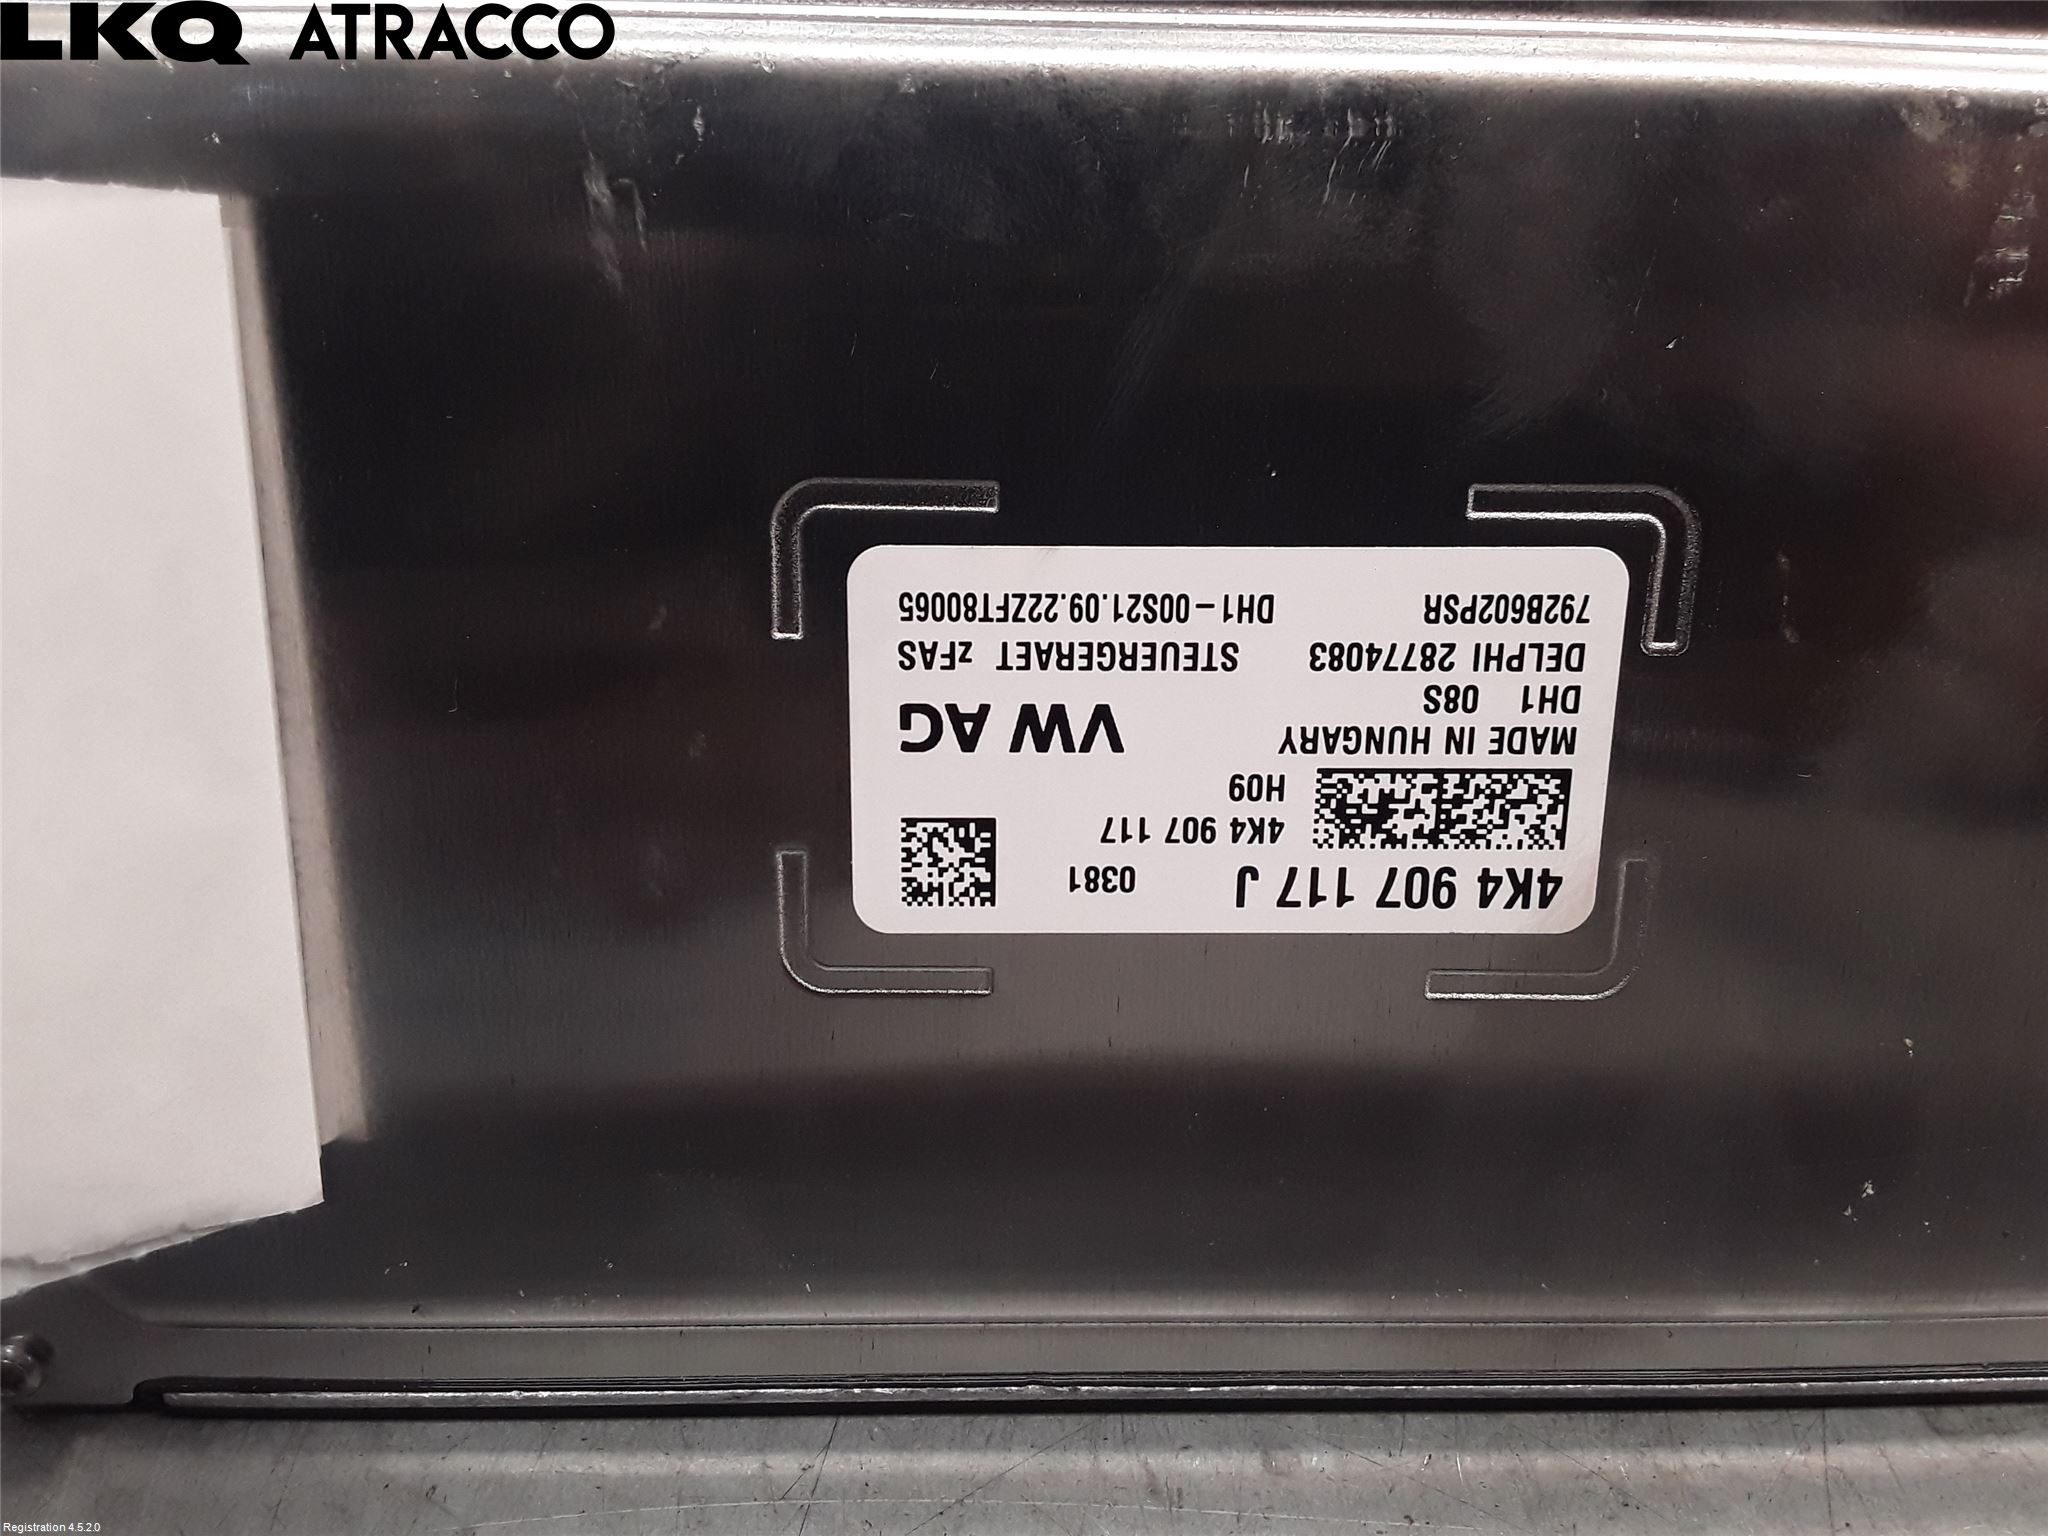 LKQ ATRACCO
4K4 907 117 J 0381
4K4 907 117
H09
MADE IN HUNGARY
VW AG
DH1 08S
DELPHI 28774083 STEUERGERAET zFAS
792B602PSR DH1-00S21.09.22ZFT80065
Registration 4.5.2.0